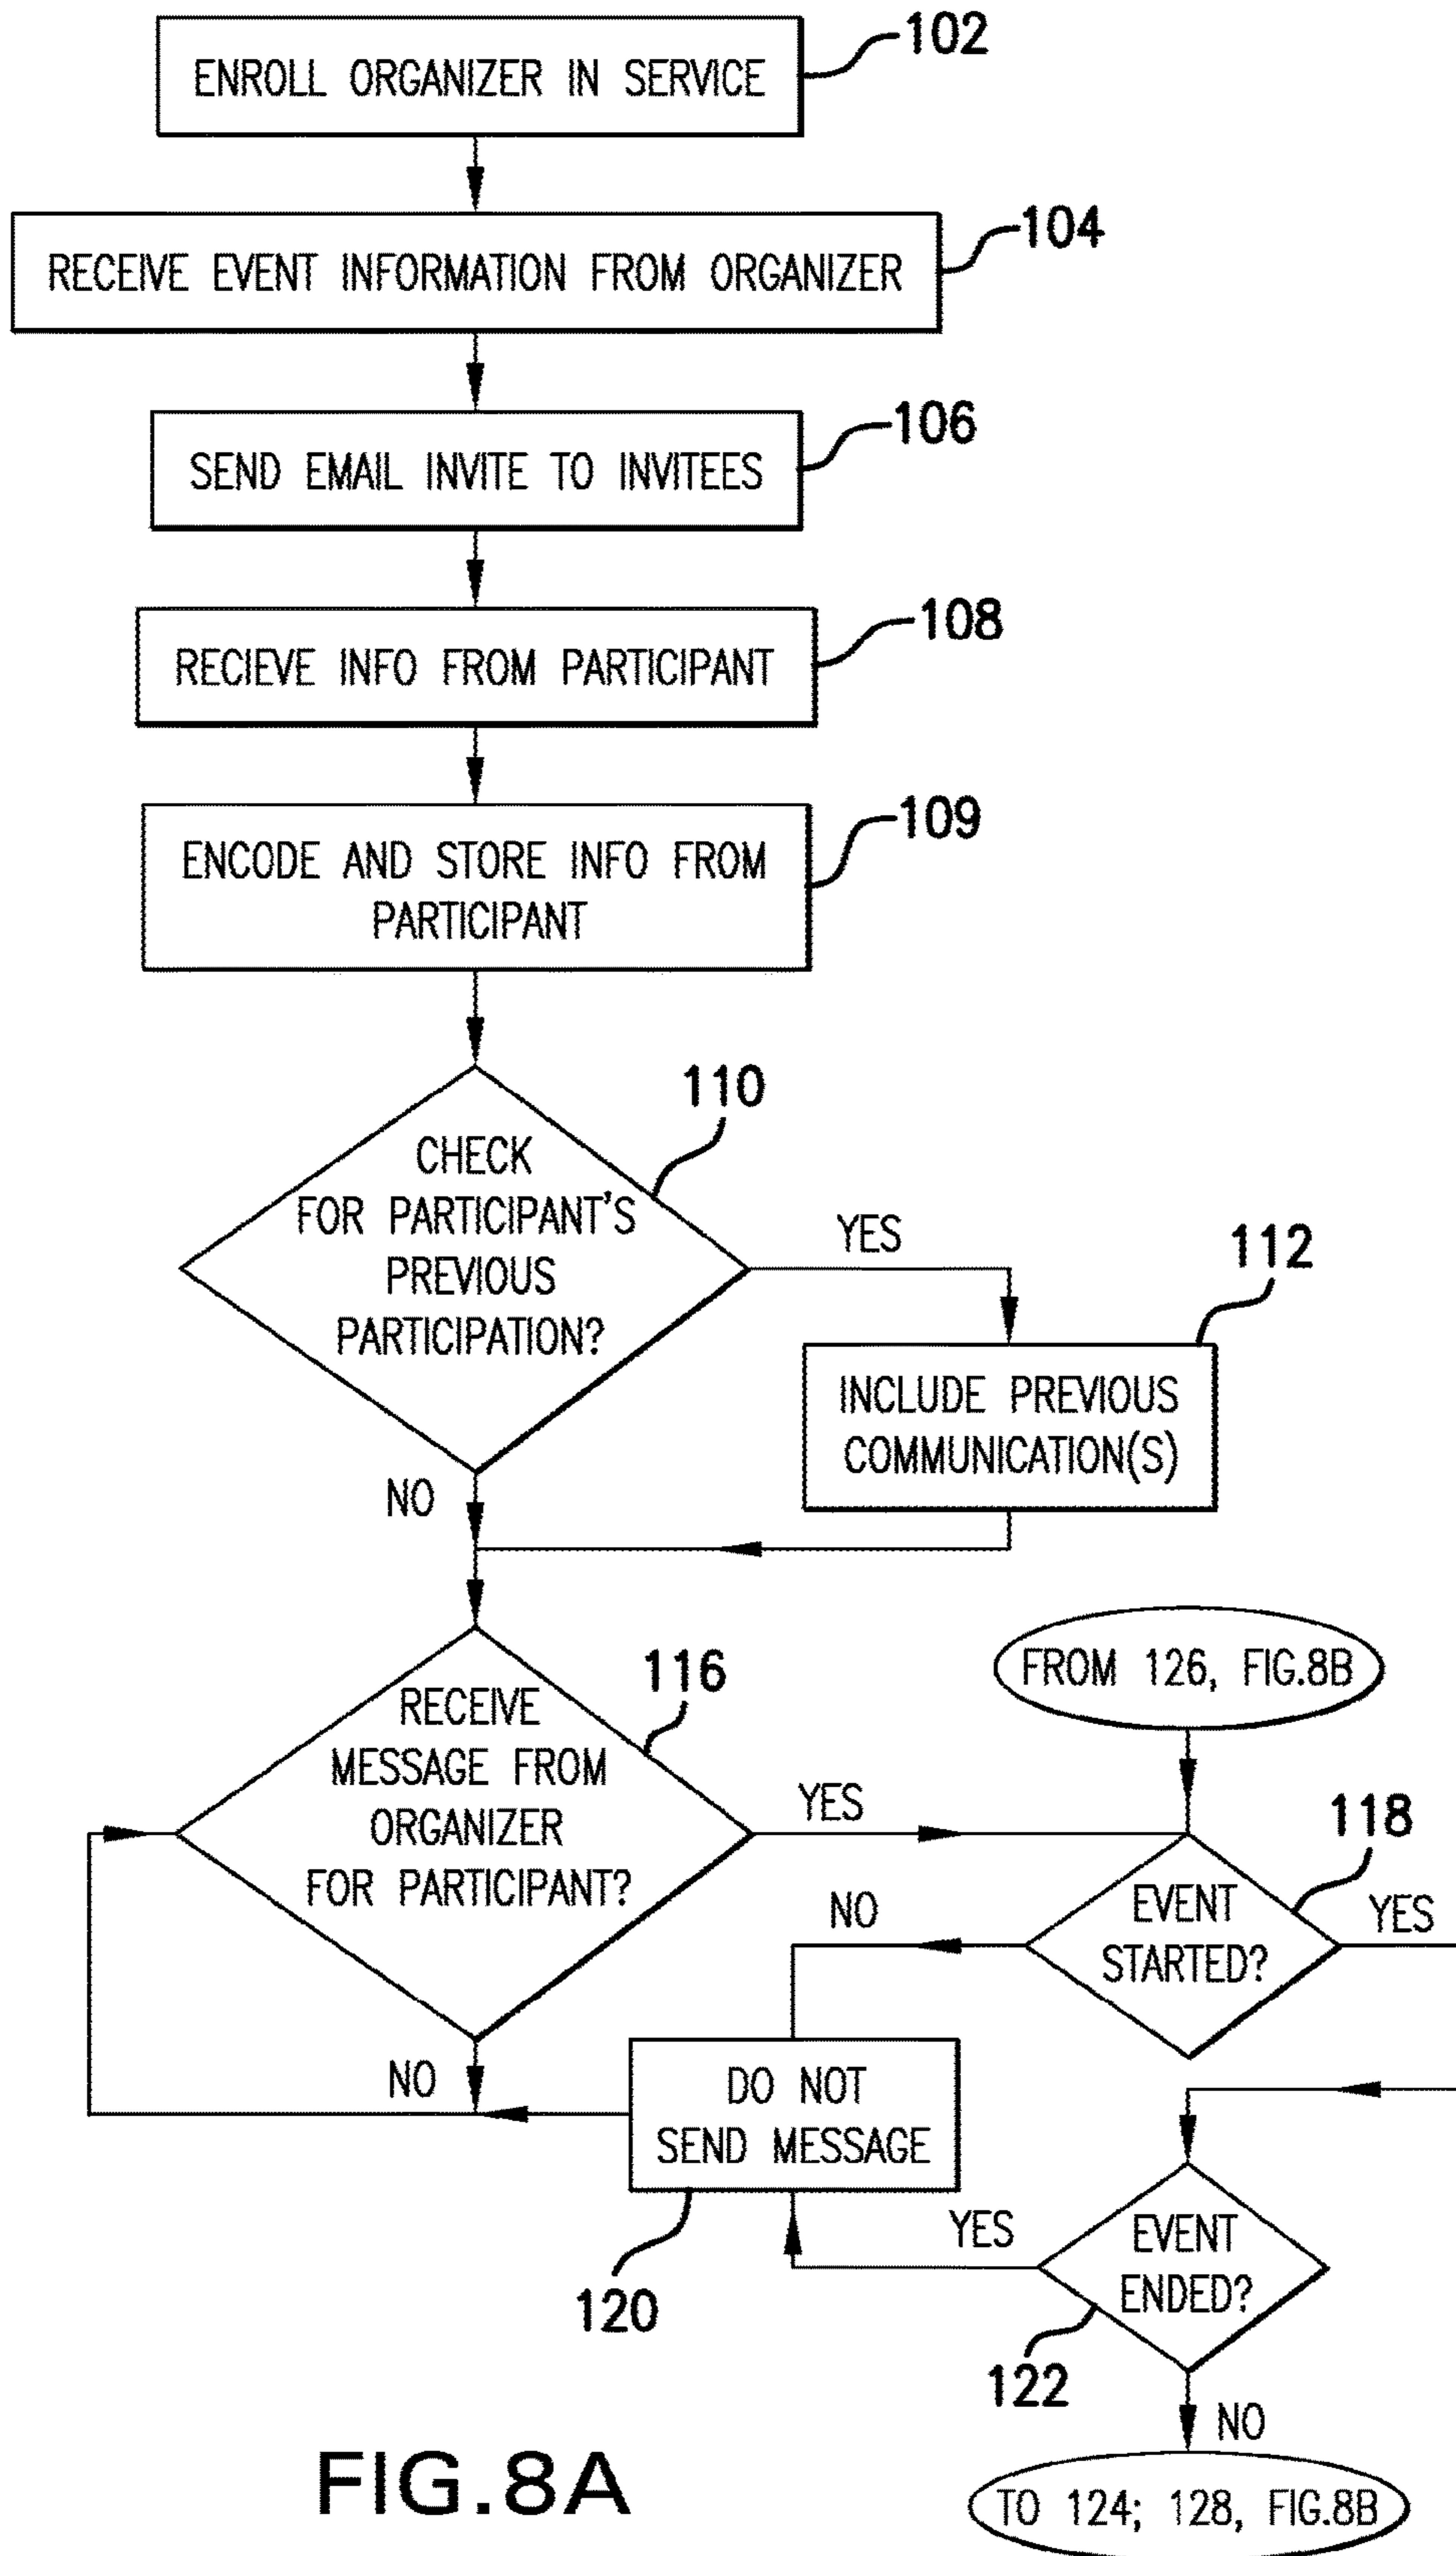 102
ENROLL ORGANIZER IN SERVICE
104
RECEIVE EVENT INFORMATION FROM ORGANIZER
106
SEND EMAIL INVITE TO INVITEES
108
RECIEVE INFO FROM PARTICIPANT
109
ENCODE AND STORE INFO FROM
PARTICIPANT
110
CHECK
FOR PARTICIPANT'S
PREVIOUS
PARTICIPATION?
YES
112
INCLUDE PREVIOUS
COMMUNICATION(S)
NO
116
RECEIVE
MESSAGE FROM
ORGANIZER
FOR PARTICIPANT?
YES
FROM 126, FIG.8B
118
EVENT
STARTED?
YES
NO
NO
DO NOT
SEND MESSAGE
120
YES
EVENT
ENDED?
122
NO
TO 124; 128, FIG.8B
FIG.8A